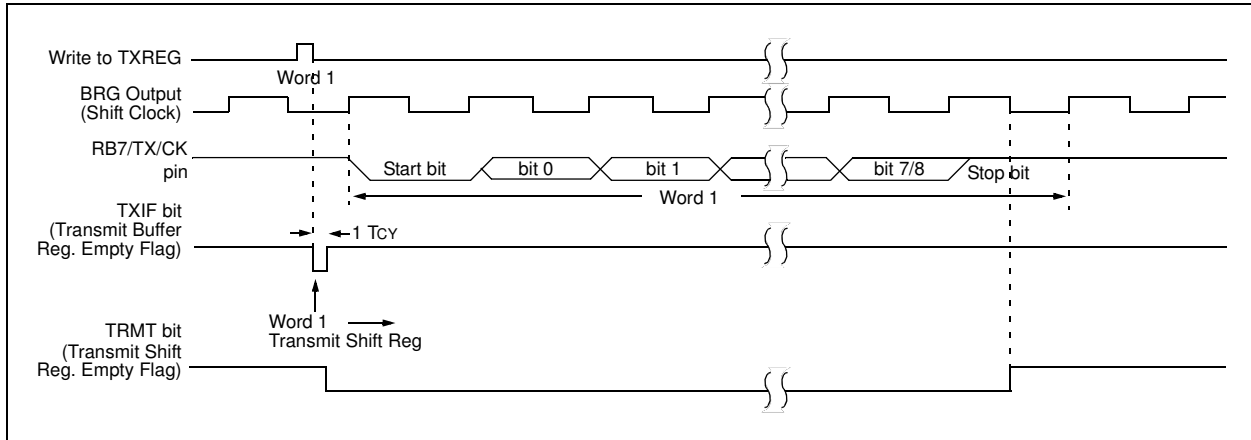 Write to TXREG
Word 1
BRG Output
(Shift Clock)
RB7/TX/CK
pin
Start bit
bit 0
bit 1
bit 7/8
Stop bit
Word 1
TXIF bit
(Transmit Buffer
Reg. Empty Flag)
1 TCY
Word 1
Transmit Shift Reg
TRMT bit
(Transmit Shift
Reg. Empty Flag)